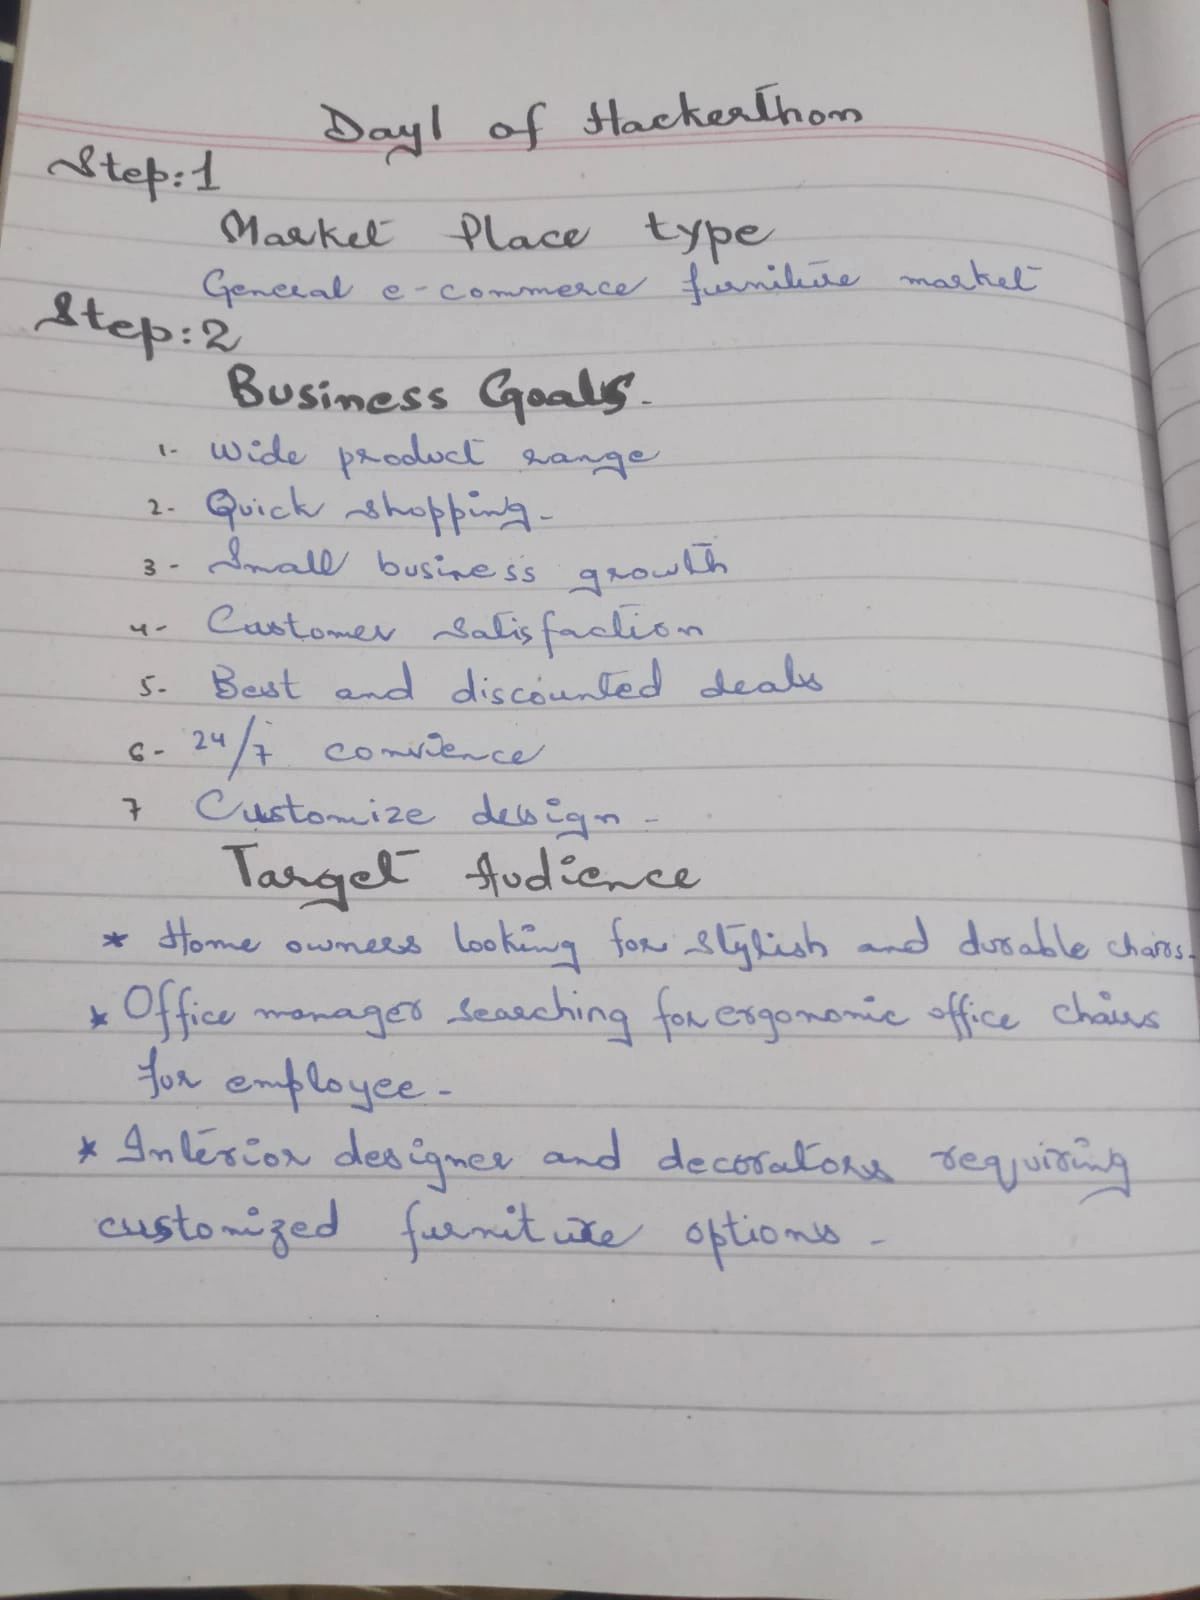 Day1 of Hackerthon
Step:1
Market Place type
General e-commerce furniture market
Step:2
Business Goals.
1- Wide product range
2- Quick shopping-
3- Small business growth
4- Customer satisfaction
5- Best and discounted deals
6- 24/7 convience
7 Customize design-
Target Audience
* Home owners looking for stylish and durable chairs-
* Office manager searching for ergonomic office chairs
for employee-
* Interior designer and decorators requiring
customized furniture options-